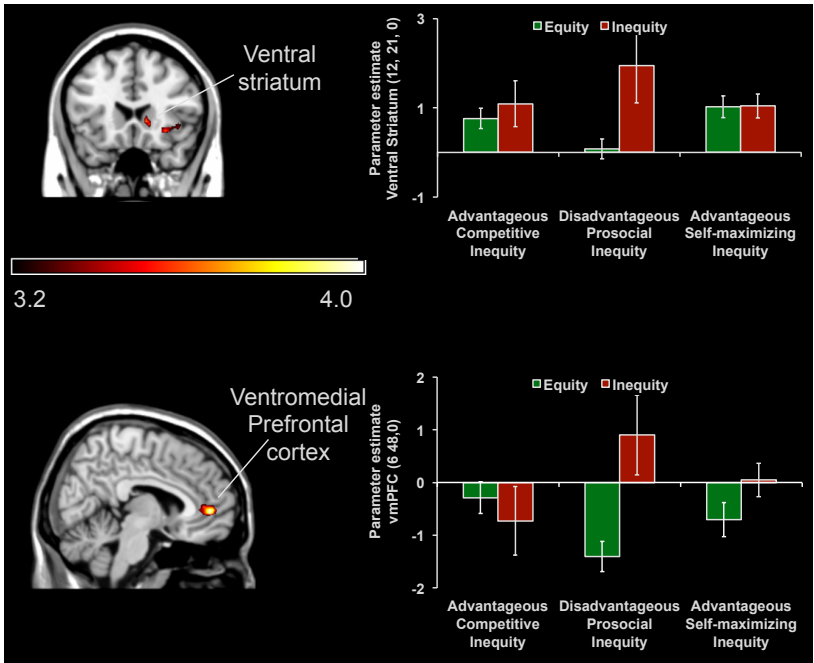 Ventral
striatum
Parameter estimate
Ventral Striatum (12, 21, 0)
3
1
-1
Equity Inequity
Advantageous Disadvantageous Advantageous
Competitive Prosocial Self-maximizing
Inequity Inequity Inequity
3.2 4.0
Ventromedial
Prefrontal
cortex
Parameter estimate
vmPFC (6 48,0)
2
1
0
-1
-2
Equity Inequity
Advantageous Disadvantageous Advantageous
Competitive Prosocial Self-maximizing
Inequity Inequity Inequity